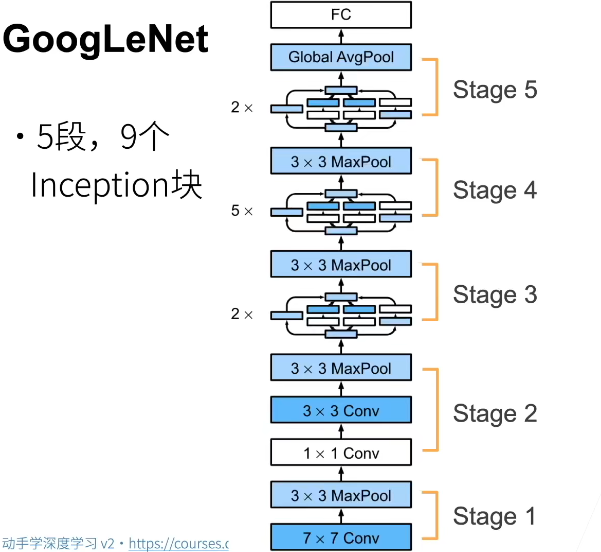 GoogLeNet
• 5段，9个
Inception块
FC
Global AvgPool
2 ×
Stage 5
3 × 3 MaxPool
5 ×
Stage 4
3 × 3 MaxPool
2 ×
Stage 3
3 × 3 MaxPool
3 × 3 Conv
Stage 2
1 × 1 Conv
3 × 3 MaxPool
Stage 1
7 × 7 Conv
动手学深度学习 v2 • https://courses.